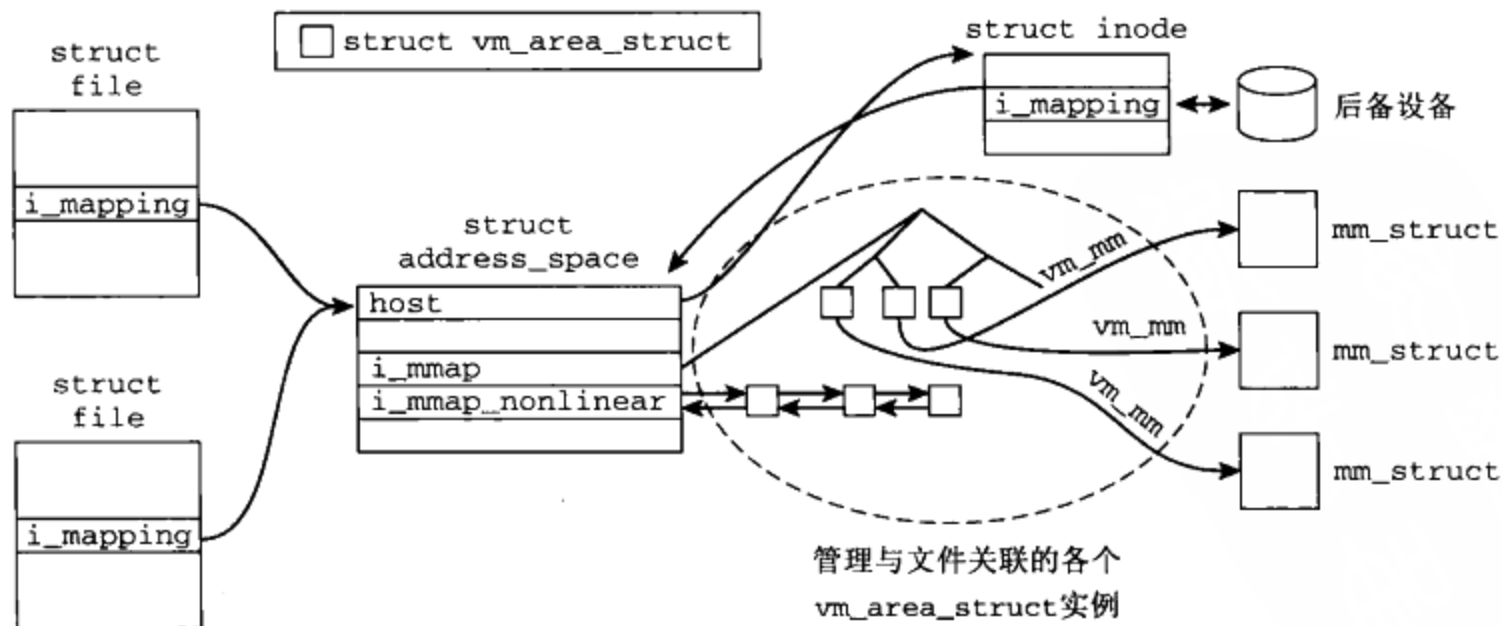 struct vm_area_struct
struct
file
i_mapping
struct
file
i_mapping
struct
address_space
host
i_mmap
i_mmap_nonlinear
struct inode
i_mapping
后备设备
vm_mm
mm_struct
vm_mm
mm_struct
vm_mm
mm_struct
管理与文件关联的各个
vm_area_struct实例